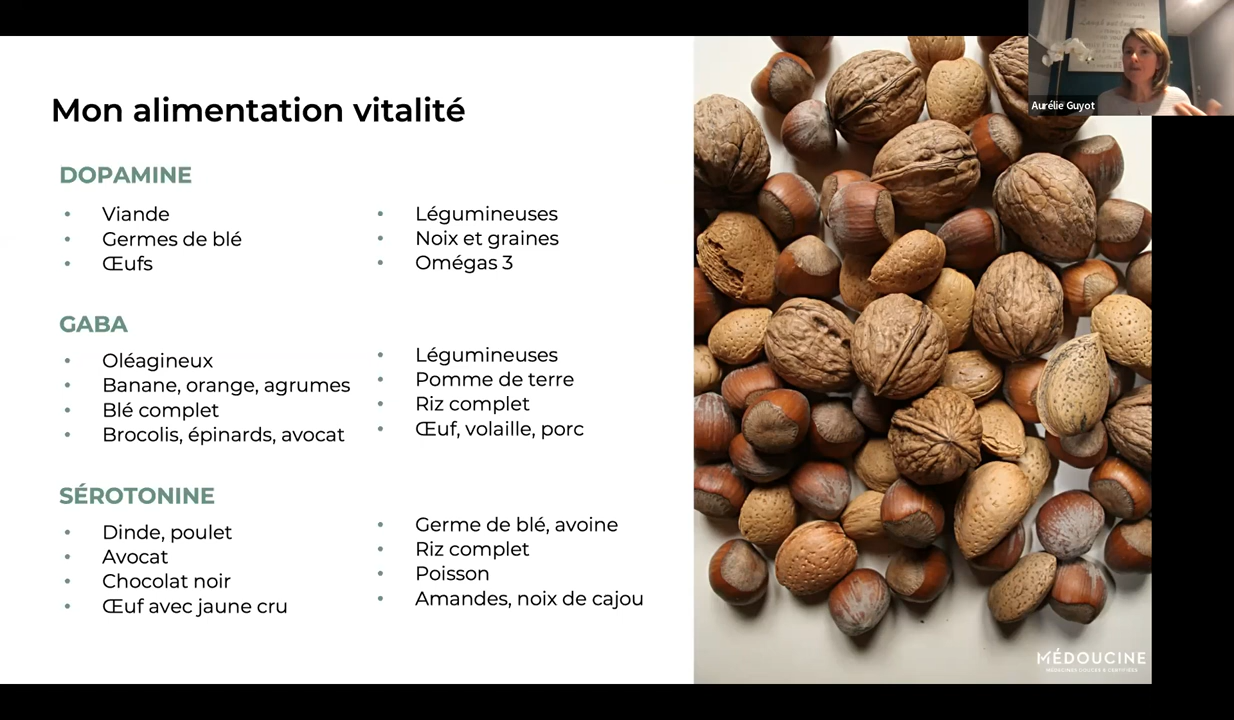 Mon alimentation vitalité
DOPAMINE
• Viande
• Germes de blé
• Œufs
• Légumineuses
• Noix et graines
• Omégas 3
GABA
• Oléagineux
• Banane, orange, agrumes
• Blé complet
• Brocolis, épinards, avocat
• Légumineuses
• Pomme de terre
• Riz complet
• Œuf, volaille, porc
SÉROTONINE
• Dinde, poulet
• Avocat
• Chocolat noir
• Œuf avec jaune cru
• Germe de blé, avoine
• Riz complet
• Poisson
• Amandes, noix de cajou
Aurélie Guyot
MÉDOUCINE
MÉDECINES DOUCES & CERTIFIÉES